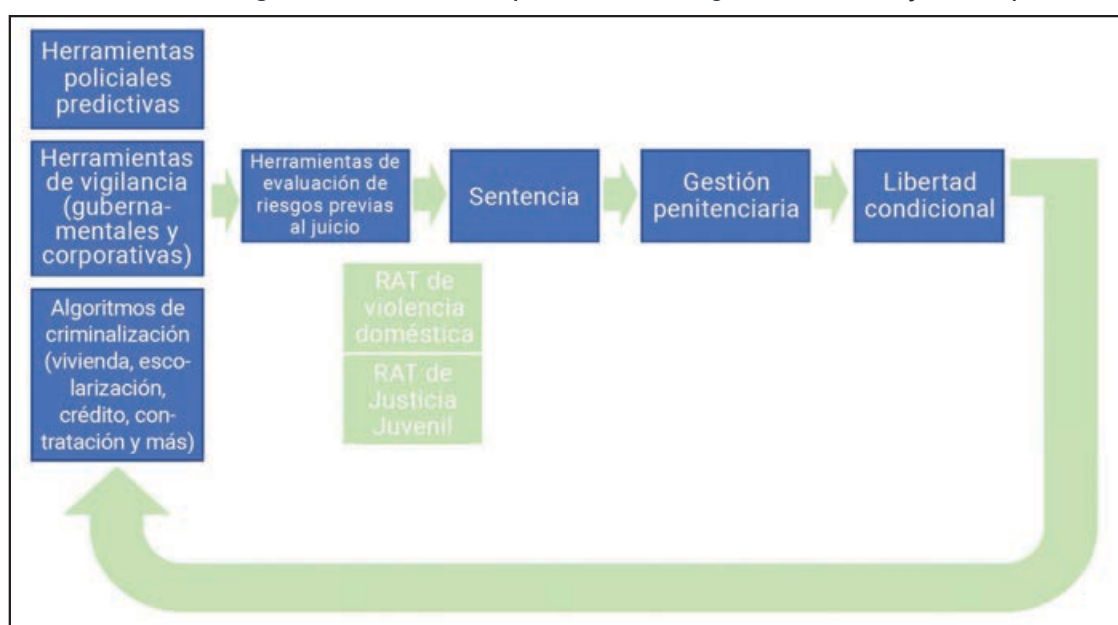 Herramientas
policiales
predictivas
Herramientas
de vigilancia
(guberna-
mentales y
corporativas)
Algoritmos de
criminalización
(vivienda, esco-
larización,
crédito, con-
tratación y más)
Herramientas de
evaluación de
riesgos previas
al juicio
Sentencia
Gestión
penitenciaria
Libertad
condicional
RAT de
violencia
doméstica
RAT de
Justicia
Juvenil